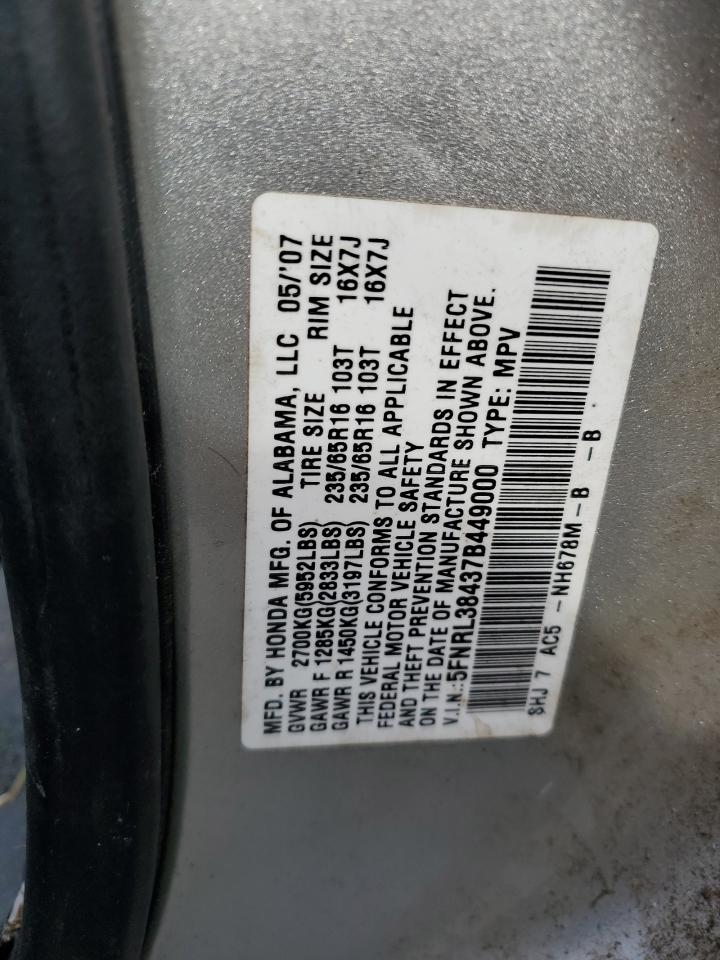 MFD. BY HONDA MFG. OF ALABAMA, LLC 05/'07
GVWR 2700KG(5952LBS) TIRE SIZE RIM SIZE
GAWR F 1285KG(2833LBS) 235/65R16 103T 16X7J
GAWR R 1450KG(3197LBS) 235/65R16 103T 16X7J
THIS VEHICLE CONFORMS TO ALL APPLICABLE
FEDERAL MOTOR VEHICLE SAFETY
AND THEFT PREVENTION STANDARDS IN EFFECT
ON THE DATE OF MANUFACTURE SHOWN ABOVE.
V.I.N.:5FNRL38437B449000 TYPE: MPV
SHJ 7 AC5 -NH678M-B -B